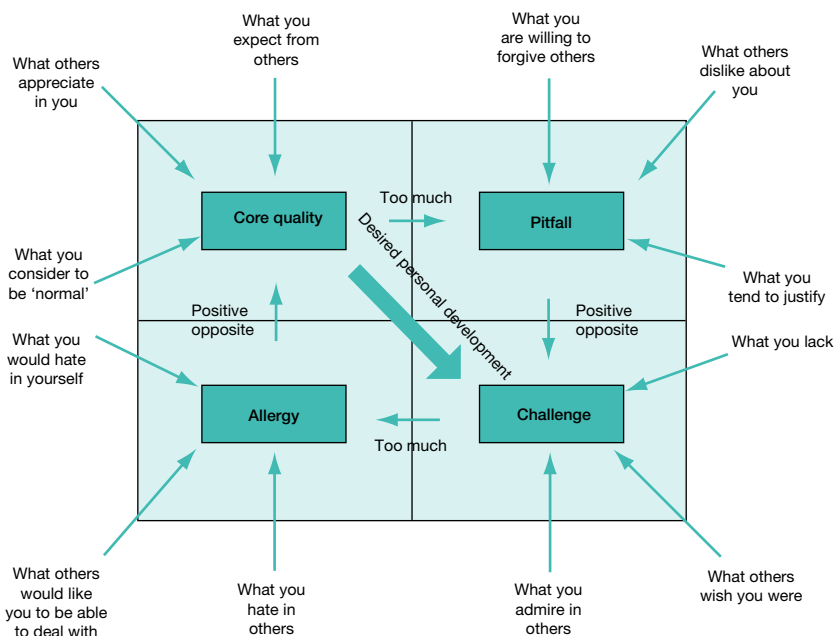 What you
expect from
others
What you
are willing to
forgive others
What others
appreciate
in you
What others
dislike about
you
Too much
Core quality
Pitfall
Desired personal development
What you
consider to
be ‘normal’
What you
tend to justify
Positive
opposite
Positive
opposite
What you
would hate
in yourself
What you lack
Allergy
Challenge
Too much
What others
would like
you to be able
to deal with
What you
hate in
others
What you
admire in
others
What others
wish you were